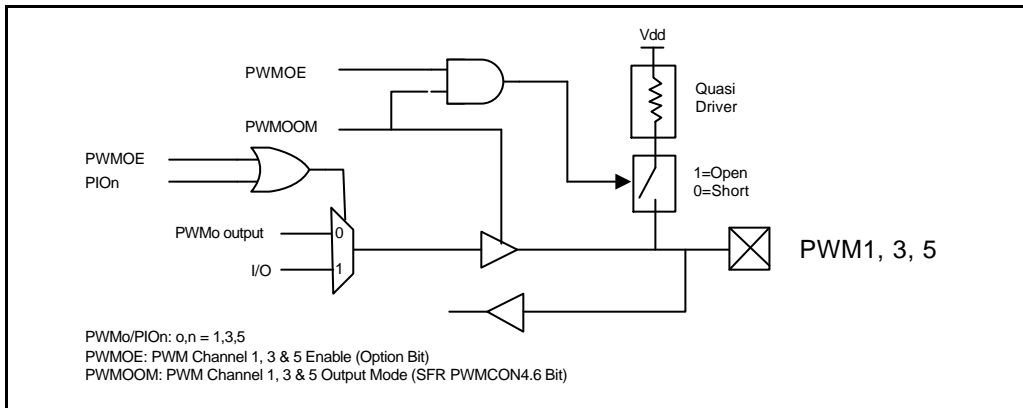 Vdd
PWMOE
Quasi
Driver
PWMOOM
PWMOE
PIOn
1=Open
0=Short
PWMo output
0
I/O
1
PWM1, 3, 5
PWMo/PIOn: o,n = 1,3,5
PWMOE: PWM Channel 1, 3 & 5 Enable (Option Bit)
PWMOOM: PWM Channel 1, 3 & 5 Output Mode (SFR PWMCON4.6 Bit)